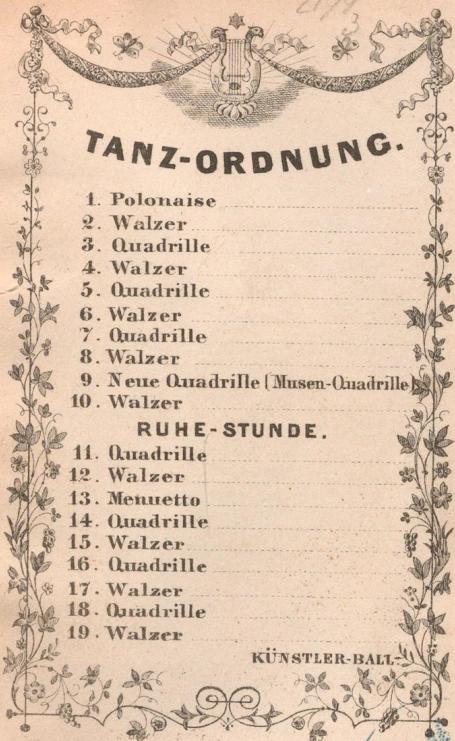 TANZ-ORDNUNG.
1. Polonaise
2. Walzer
3. Quadrille
4. Walzer
5. Quadrille
6. Walzer
7. Quadrille
8. Walzer
9. Neue Quadrille (Musen-Quadrille)
10. Walzer
RUHE-STUNDE.
11. Quadrille
12. Walzer
13. Menuetto
14. Quadrille
15. Walzer
16. Quadrille
17. Walzer
18. Quadrille
19. Walzer
KÜNSTLER-BALL